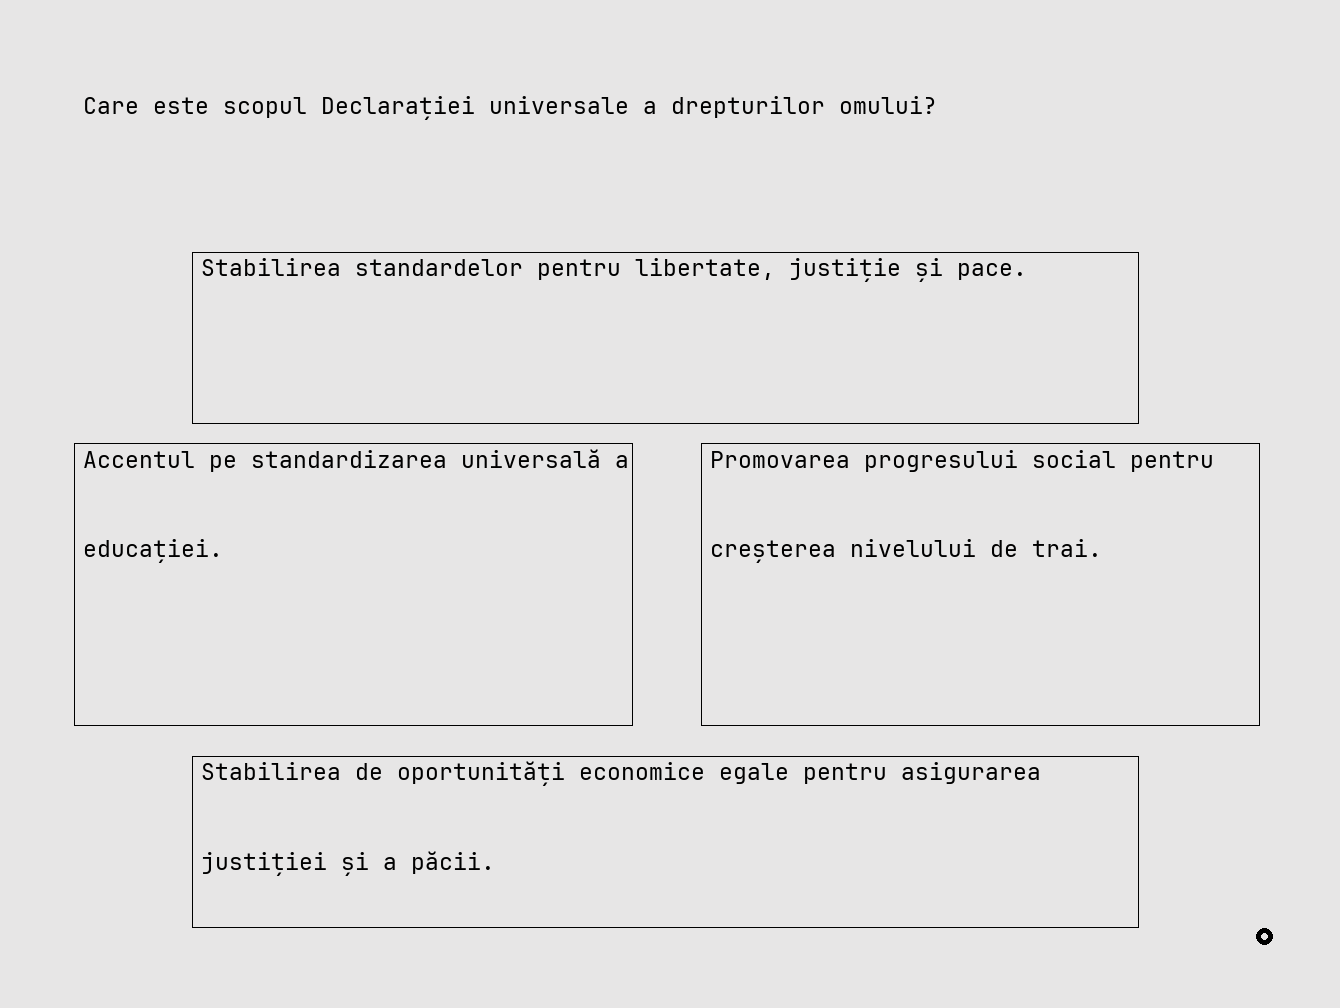 Care este scopul Declarației universale a drepturilor omului?
Stabilirea standardelor pentru libertate, justiție și pace.
Accentul pe standardizarea universală a
educației.
Promovarea progresului social pentru
creșterea nivelului de trai.
Stabilirea de oportunități economice egale pentru asigurarea
justiției și a păcii.